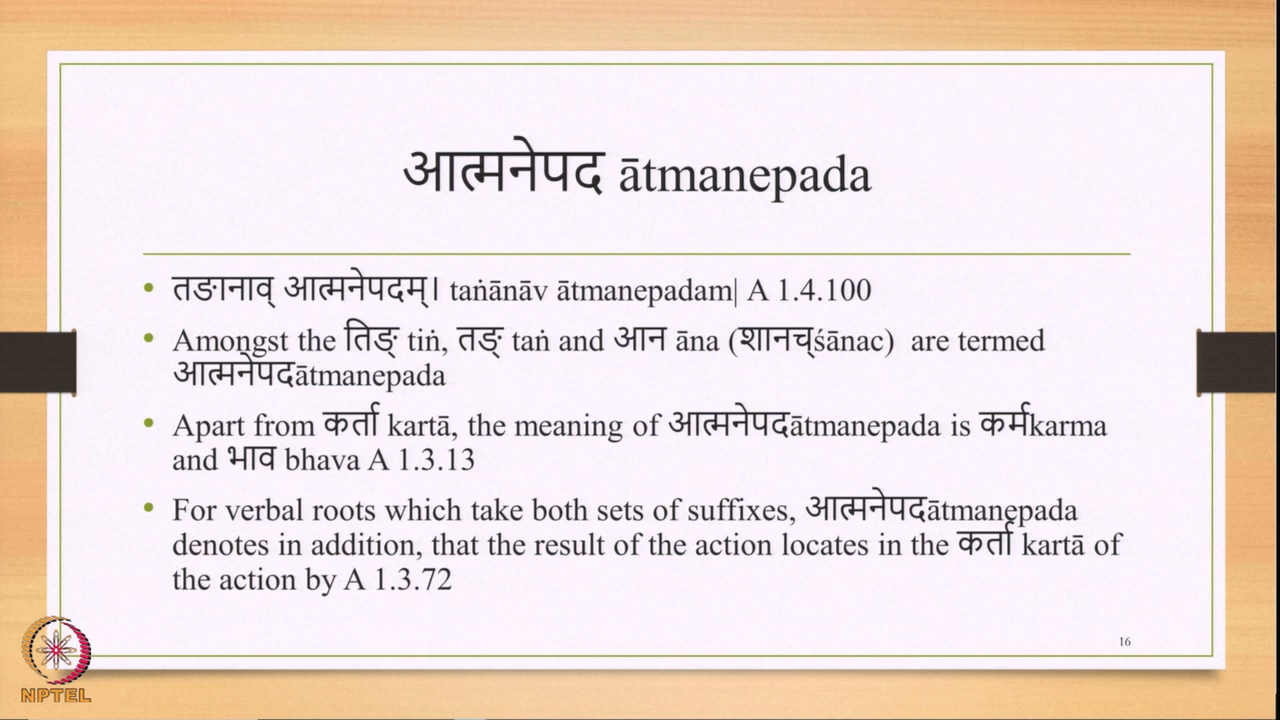 आत्मनेपद ātmanepada
• तङानाव् आत्मनेपदम्। taṅānāv ātmanepadam| A 1.4.100
• Amongst the तिङ् tiṅ, तङ् taṅ and आन āna (शानच्śānac) are termed
आत्मनेपदātmanepada
• Apart from कर्ता kartā, the meaning of आत्मनेपदātmanepada is कर्मkarma
and भाव bhava A 1.3.13
• For verbal roots which take both sets of suffixes, आत्मनेपदātmanepada
denotes in addition, that the result of the action locates in the कर्ता kartā of
the action by A 1.3.72
16
NPTEL